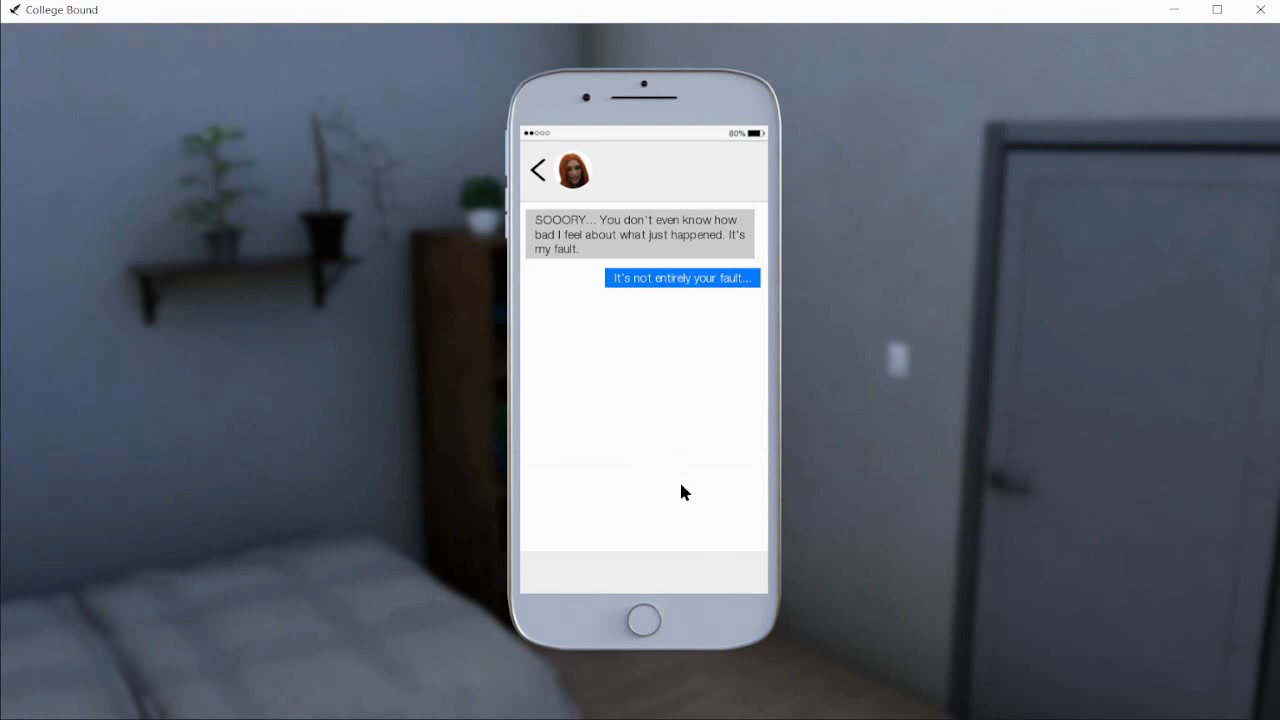 College Bound
80%
SOOORY... You don't even know how
bad I feel about what just happened. It's
my fault.
It's not entirely your fault...